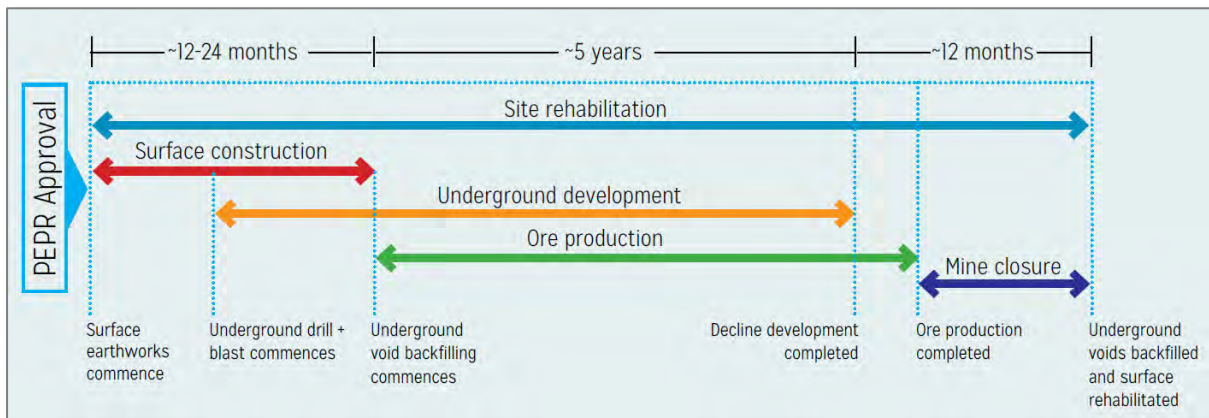 ~12-24 months
~5 years
~12 months
PEPR Approval
Site rehabilitation
Surface construction
Underground development
Ore production
Mine closure
Surface
earthworks
commence
Underground drill +
blast commences
Underground
void backfilling
commences
Decline development
completed
Ore production
completed
Underground
voids backfilled
and surface
rehabilitated